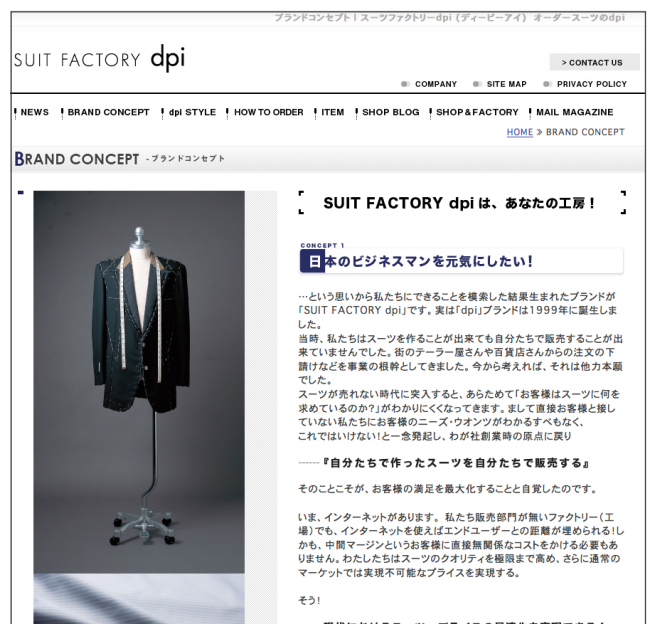 ブランドコンセプト | スーツファクトリーdpi (ディーピーアイ) オーダースーツのdpi
SUIT FACTORY dpi
> CONTACT US
COMPANY SITE MAP PRIVACY POLICY
NEWS BRAND CONCEPT dpi STYLE HOW TO ORDER ITEM SHOP BLOG SHOP&FACTORY MAIL MAGAZINE
HOME » BRAND CONCEPT
BRAND CONCEPT - ブランドコンセプト
SUIT FACTORY dpi は、あなたの工房！
CONCEPT 1
日本のビジネスマンを元気にしたい！
…という思いから私たちにできることを模索した結果生まれたブランドが
「SUIT FACTORY dpi」です。実は「dpi」ブランドは1999年に誕生しま
した。
当時、私たちはスーツを作ることが出来ても自分たちで販売することが出
来ていませんでした。街のテーラー屋さんや百貨店さんからの注文の下
請けなどを事業の根幹としてきました。今から考えれば、それは他力本願
でした。
スーツが売れない時代に突入すると、あらためて「お客様はスーツに何を
求めているのか？」がわかりにくくなってきます。まして直接お客様と接し
ていない私たちにお客様のニーズ・ウオンツがわかるすべもなく、
これではいけない！と一念発起し、わが社創業時の原点に戻り
┈┈『自分たちで作ったスーツを自分たちで販売する』
そのことこそが、お客様の満足を最大化することと自覚したのです。
いま、インターネットがあります。私たち販売部門が無いファクトリー（工
場）でも、インターネットを使えばエンドユーザーとの距離が埋められる！し
かも、中間マージンというお客様に直接無関係なコストをかける必要もあ
りません。わたしたちはスーツのクオリティを極限まで高め、さらに通常の
マーケットでは実現不可能なプライスを実現する。
そう！